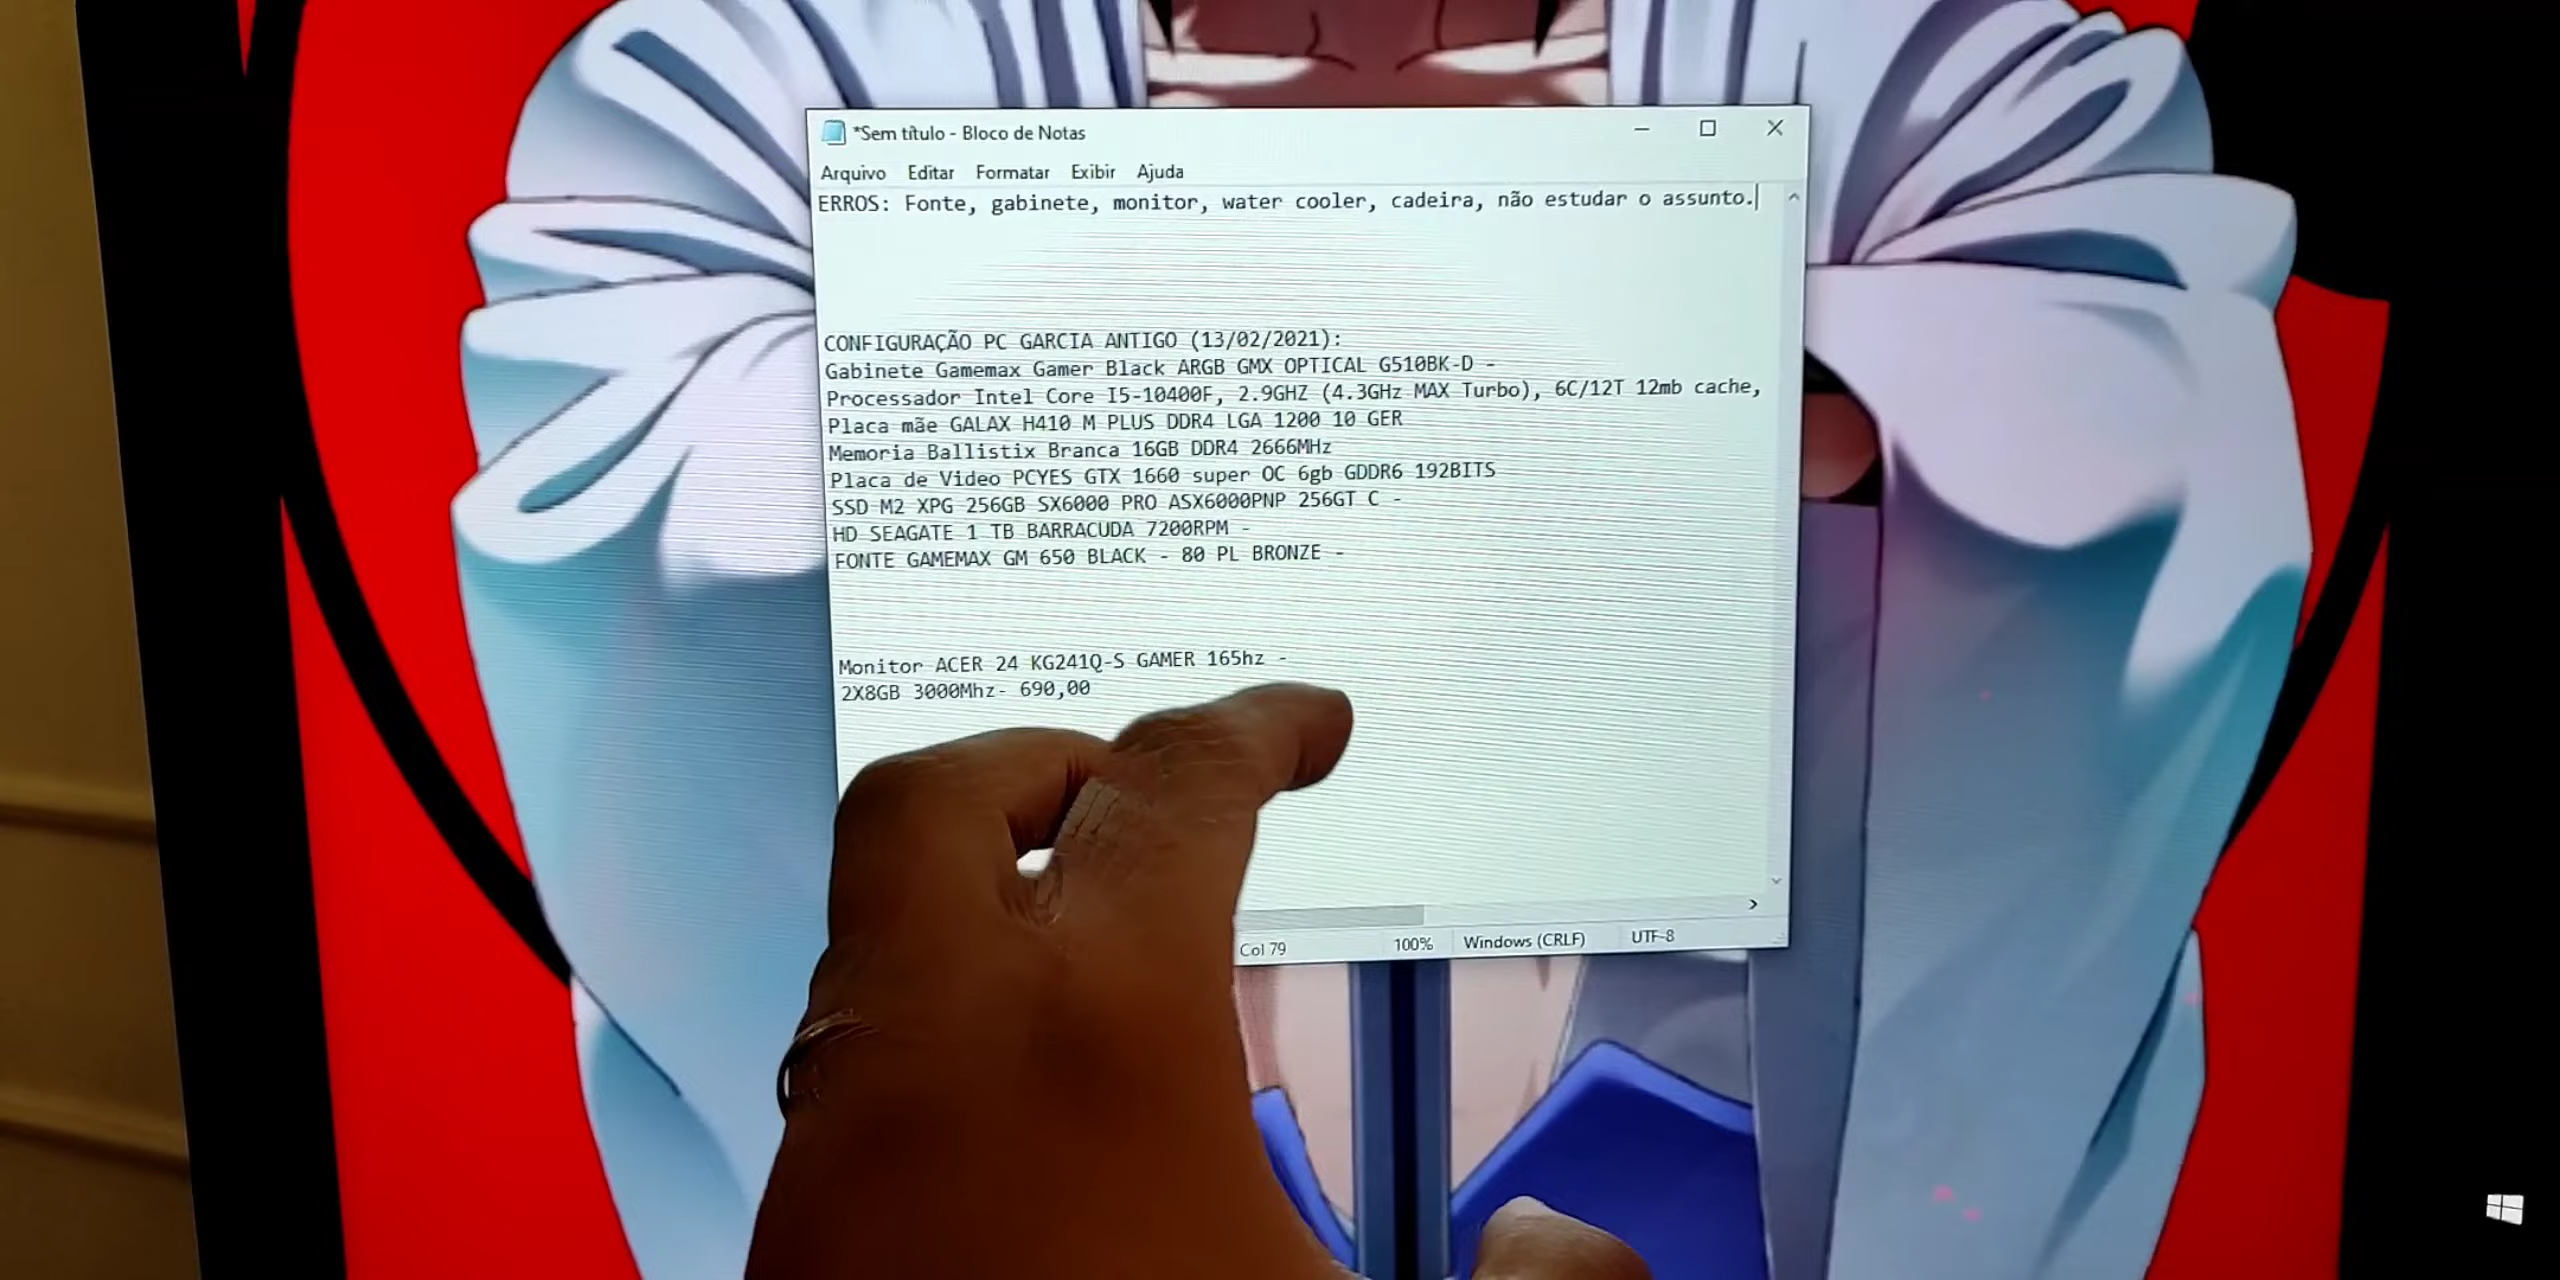 *Sem título - Bloco de Notas
Arquivo Editar Formatar Exibir Ajuda
ERROS: Fonte, gabinete, monitor, water cooler, cadeira, não estudar o assunto.
CONFIGURAÇÃO PC GARCIA ANTIGO (13/02/2021):
Gabinete Gamemax Gamer Black ARGB GMX OPTICAL G510BK-D -
Processador Intel Core I5-10400F, 2.9GHZ (4.3GHz MAX Turbo), 6C/12T 12mb cache,
Placa mãe GALAX H410 M PLUS DDR4 LGA 1200 10 GER
Memoria Ballistix Branca 16GB DDR4 2666MHz
Placa de Video PCYES GTX 1660 super OC 6gb GDDR6 192BITS
SSD M2 XPG 256GB SX6000 PRO ASX6000PNP 256GT C -
HD SEAGATE 1 TB BARRACUDA 7200RPM -
FONTE GAMEMAX GM 650 BLACK - 80 PL BRONZE -
Monitor ACER 24 KG241Q-S GAMER 165hz -
2X8GB 3000Mhz- 690,00
Col 79 100% Windows (CRLF) UTF-8